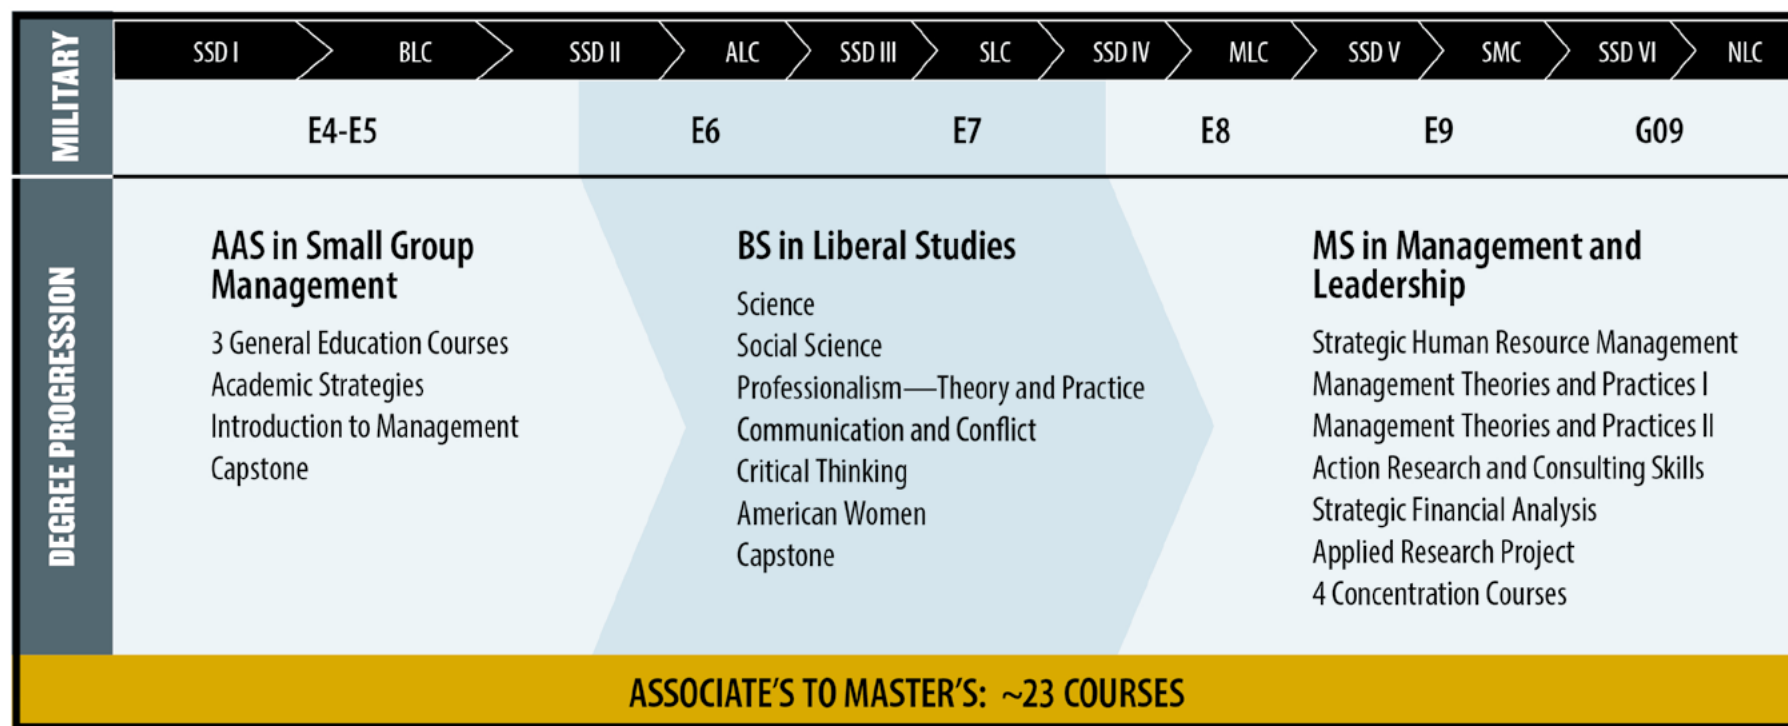 MILITARY
SSD I BLC SSD II ALC SSD III SLC SSD IV MLC SSD V SMC SSD VI NLC
E4-E5 E6 E7 E8 E9 G09
DEGREE PROGRESSION
AAS in Small Group
Management
3 General Education Courses
Academic Strategies
Introduction to Management
Capstone
BS in Liberal Studies
Science
Social Science
Professionalism—Theory and Practice
Communication and Conflict
Critical Thinking
American Women
Capstone
MS in Management and
Leadership
Strategic Human Resource Management
Management Theories and Practices I
Management Theories and Practices II
Action Research and Consulting Skills
Strategic Financial Analysis
Applied Research Project
4 Concentration Courses
ASSOCIATE'S TO MASTER'S: ~23 COURSES